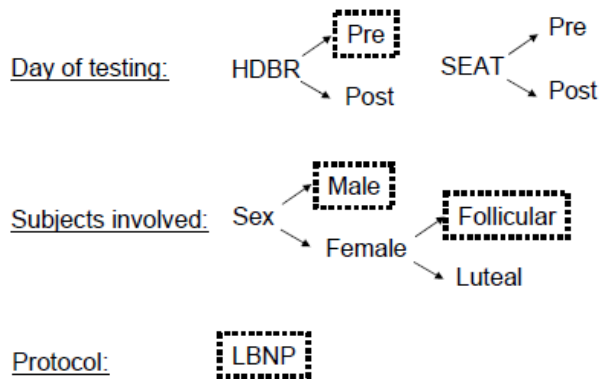 Pre Pre
Day of testing: HDBR SEAT
Post Post
Male
Subjects involved: Sex Follicular
Female
Luteal
Protocol: LBNP